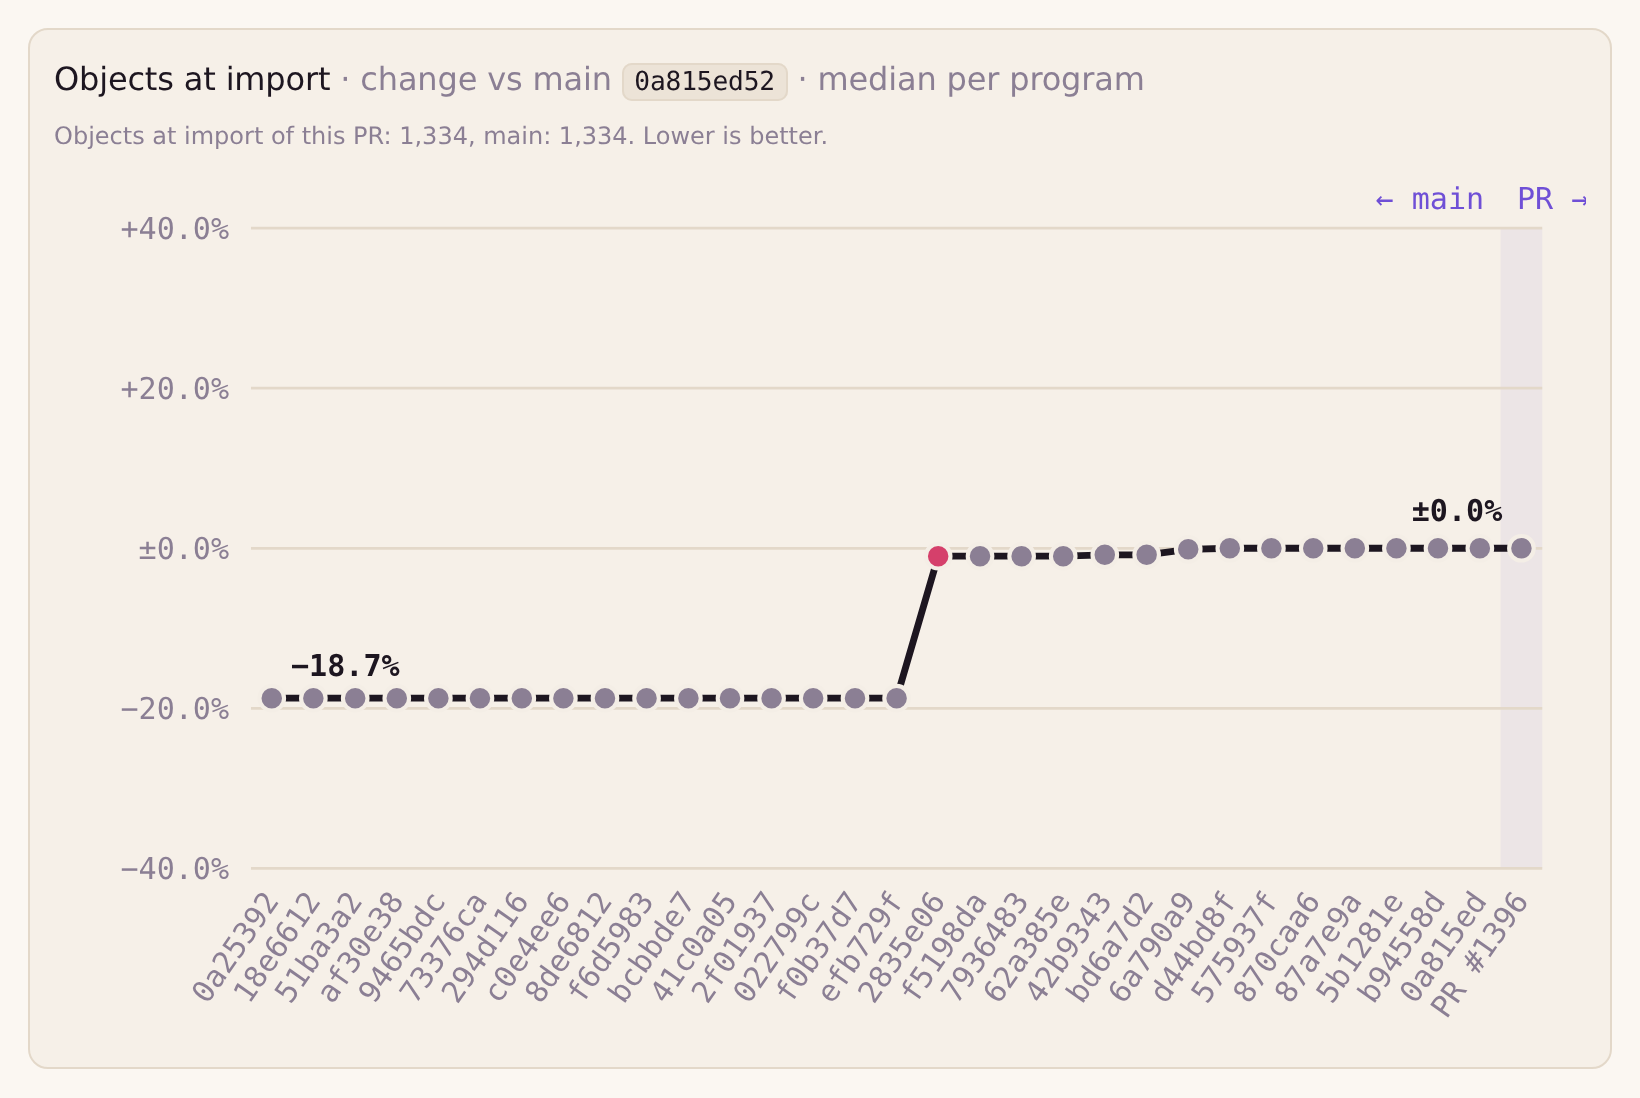 Objects at import · change vs main 0a815ed52 · median per program
Objects at import of this PR: 1,334, main: 1,334. Lower is better.
← main PR →
+40.0%
+20.0%
±0.0%
−20.0%
−40.0%
±0.0%
−18.7%
0a25392
18e6612
51ba3a2
af30e38
9465bdc
73376ca
294d116
c0e4ee6
8de6812
f6d5983
bcbbde7
41c0a05
2f01937
022799c
f0b37d7
efb729f
2835e06
f5198da
7936483
62a385e
42b9343
bd6a7d2
6a790a9
d44bd8f
575937f
870caa6
87a7e9a
5b1281e
b94558d
0a815ed
PR #1396